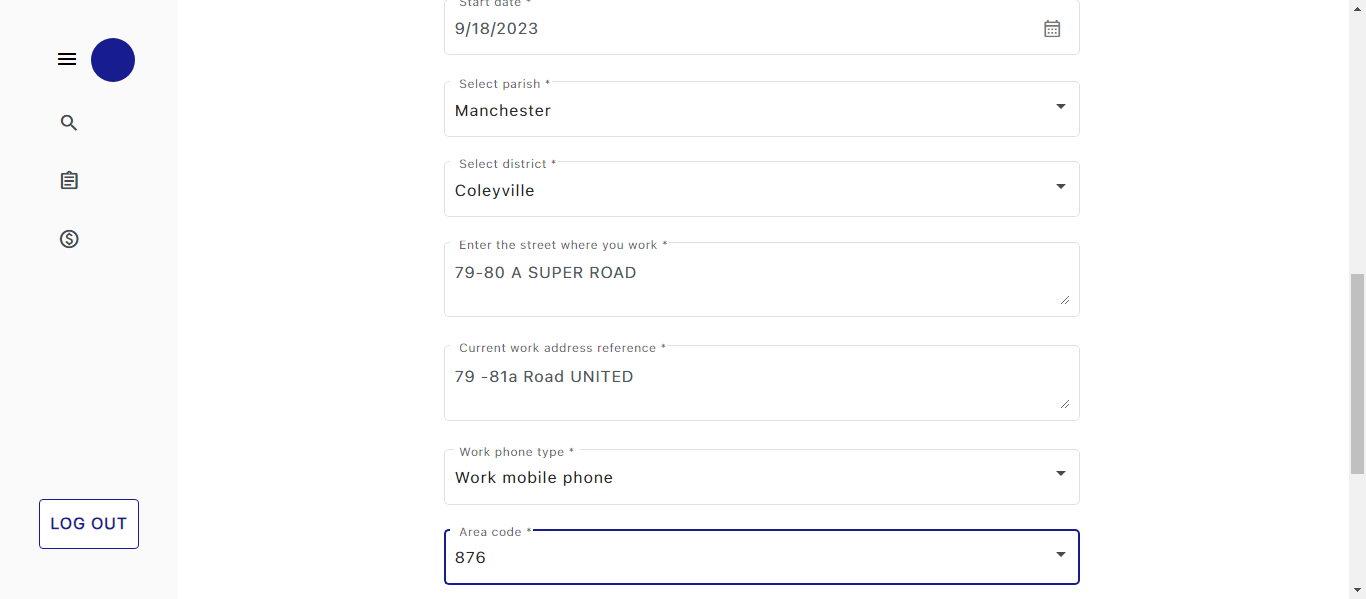 Start date *
9/18/2023
Select parish *
Manchester
Select district *
Coleyville
Enter the street where you work *
79-80 A SUPER ROAD
Current work address reference *
79 -81a Road UNITED
Work phone type *
Work mobile phone
Area code *
876
LOG OUT